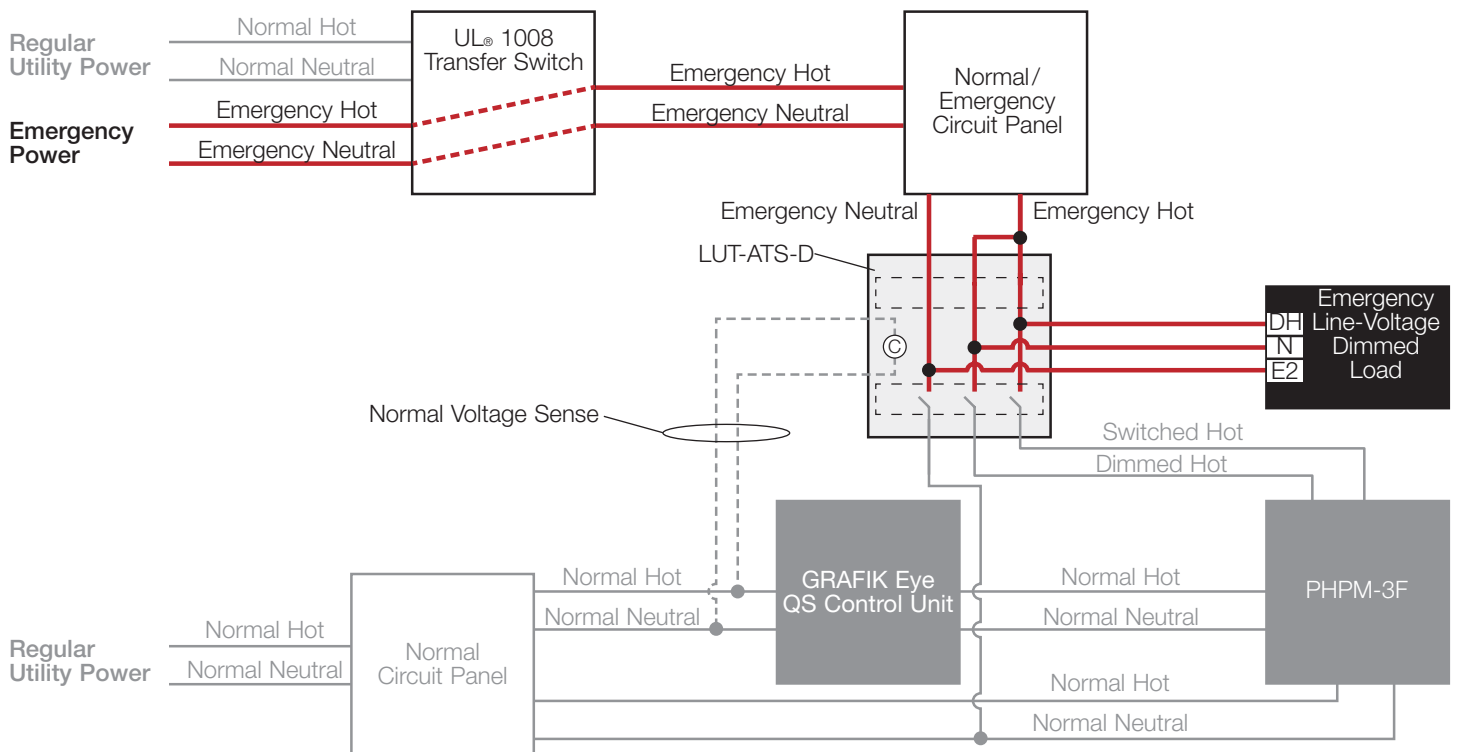 Regular
Utility Power
Normal Hot
Normal Neutral
Emergency
Power
Emergency Hot
Emergency Neutral
UL® 1008
Transfer Switch
Emergency Hot
Emergency Neutral
Normal/
Emergency
Circuit Panel
Emergency Neutral
Emergency Hot
LUT-ATS-D
C
Emergency
DH Line-Voltage
N Dimmed
E2 Load
Normal Voltage Sense
Switched Hot
Dimmed Hot
Normal Hot
Normal Neutral
GRAFIK Eye
QS Control Unit
Normal Hot
Normal Neutral
PHPM-3F
Regular
Utility Power
Normal Hot
Normal Neutral
Normal
Circuit Panel
Normal Hot
Normal Neutral